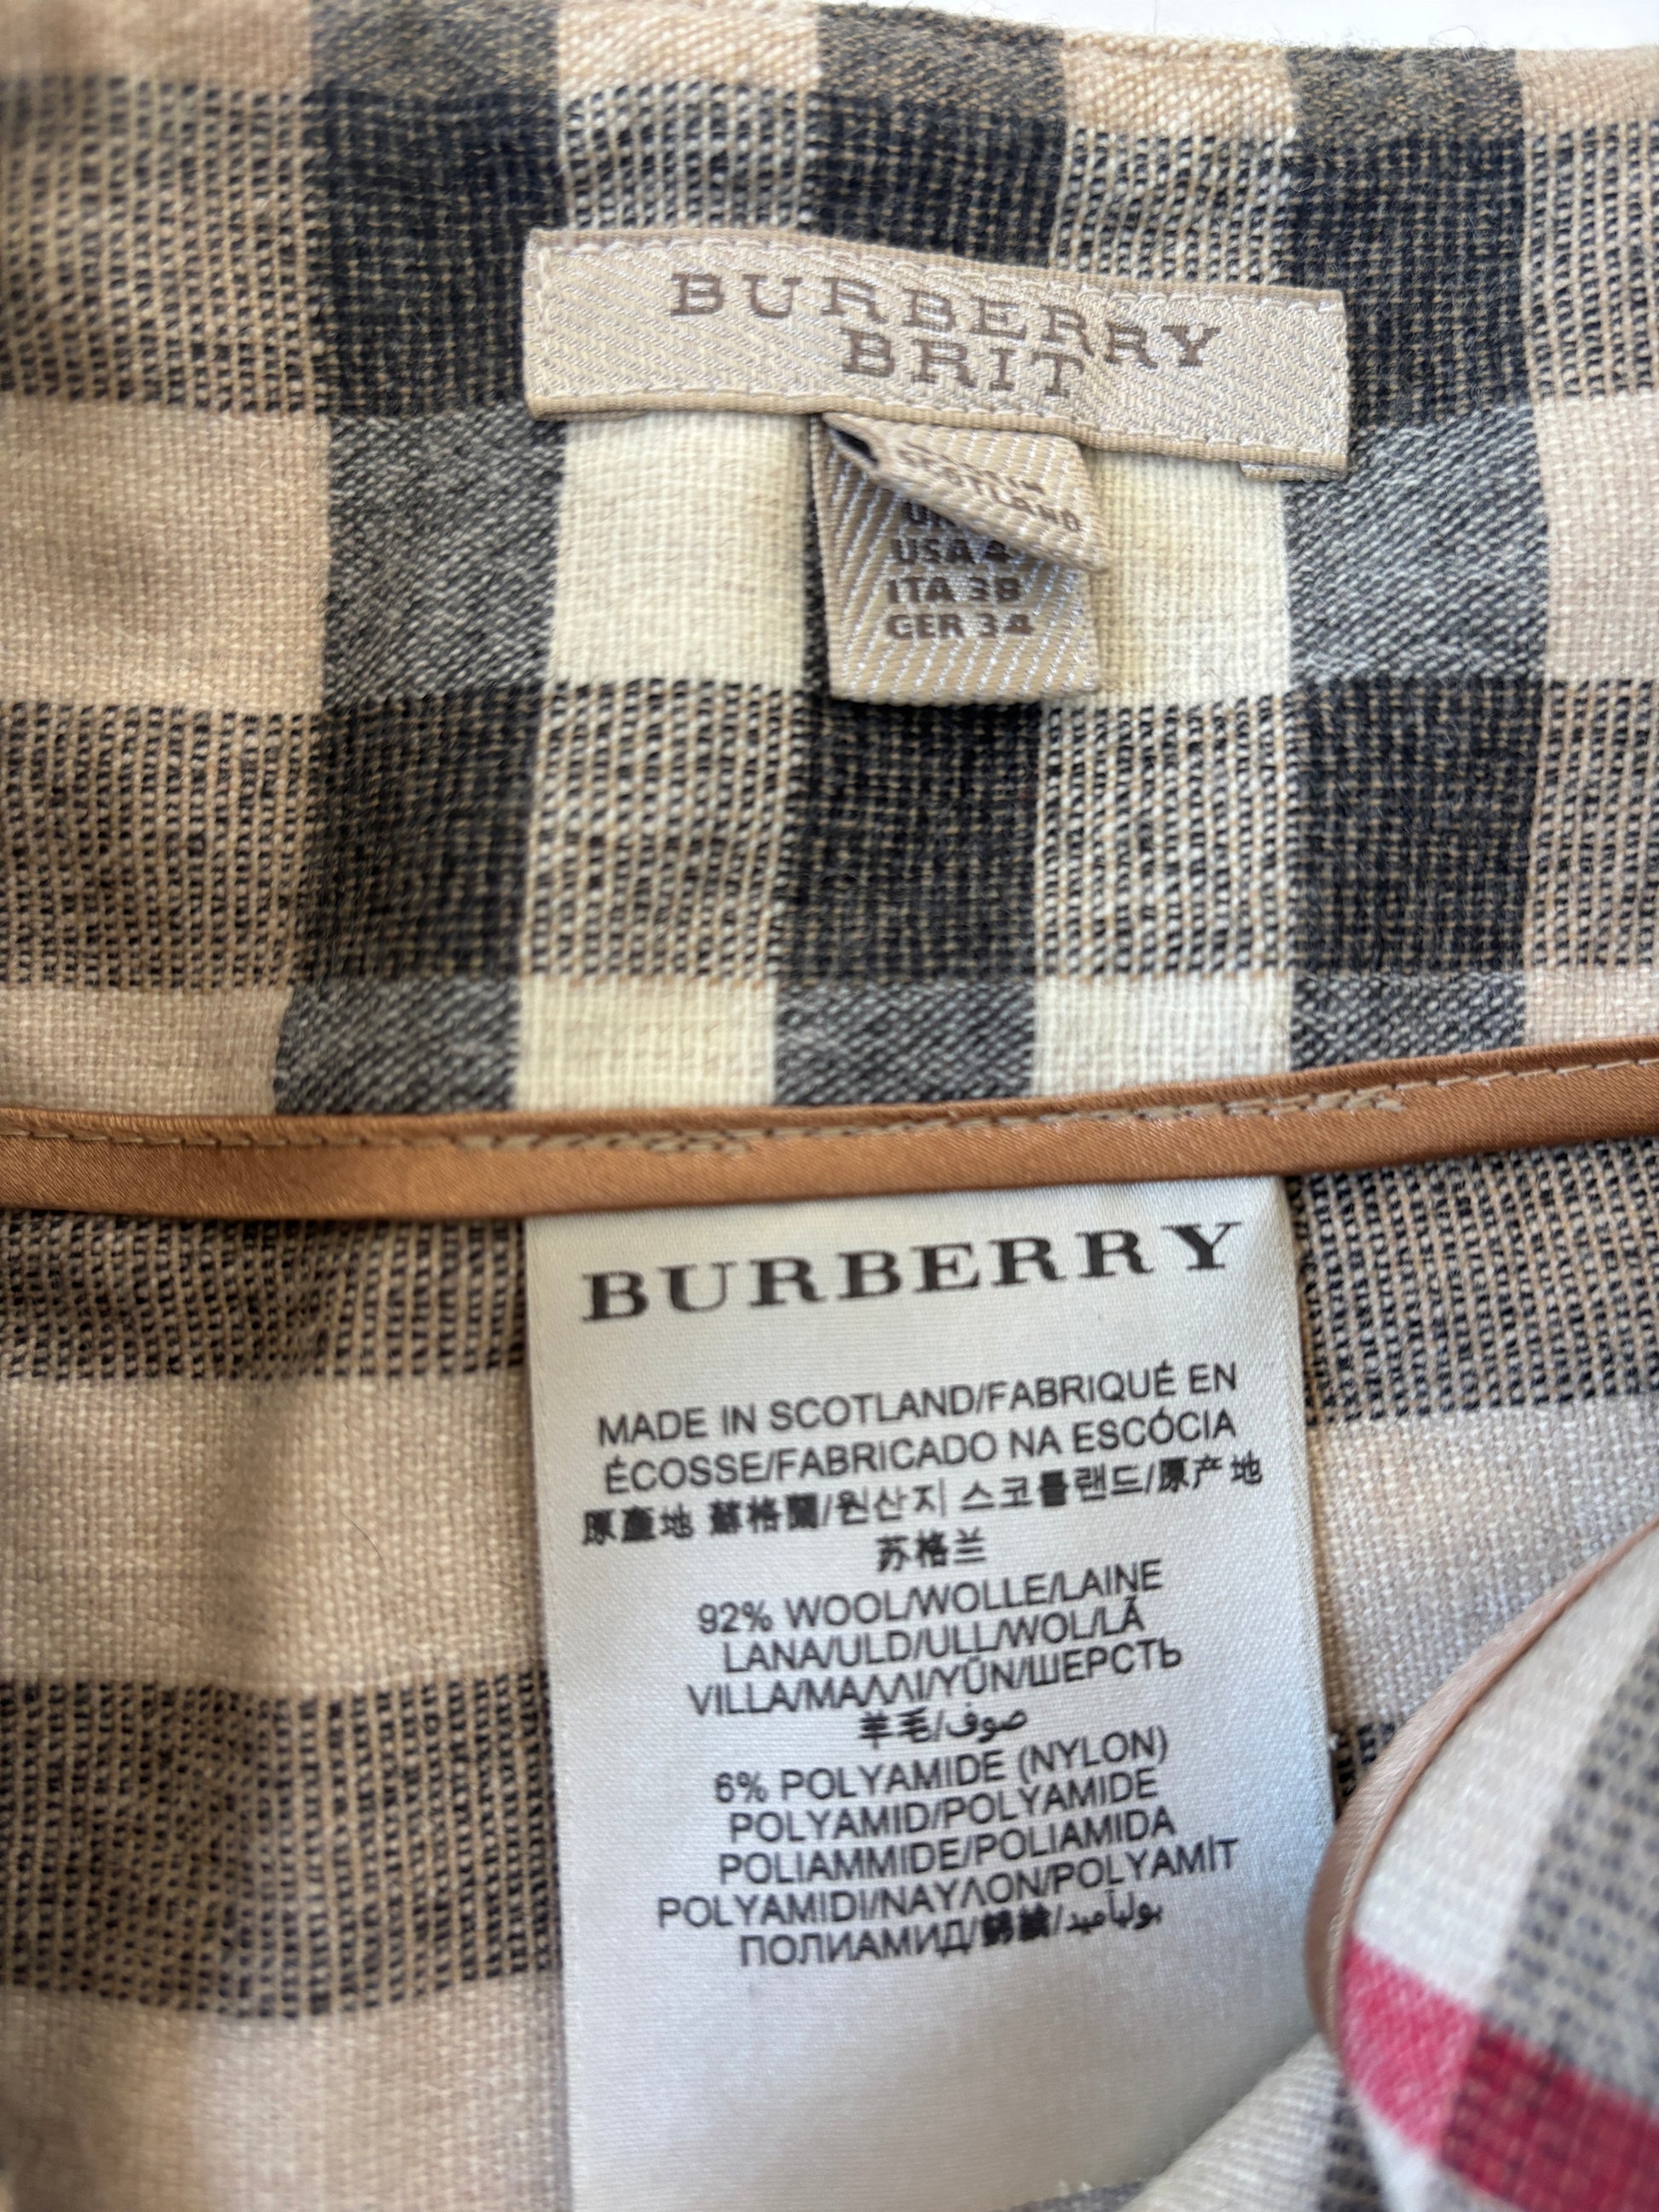 BURBERRY
BRIT
SCOTLAND
USA 4
ITA 38
GER 34
BURBERRY
MADE IN SCOTLAND/FABRIQUÉ EN
ÉCOSSE/FABRICADO NA ESCÓCIA
原產地 蘇格蘭/원산지 스코틀랜드/原产地
苏格兰
92% WOOL/WOLLE/LAINE
LANA/ULD/ULL/WOL/LÃ
VILLA/ΜΑΛΛΙ/YÜN/ШЕРСТЬ
羊毛/صوف
6% POLYAMIDE (NYLON)
POLYAMID/POLYAMIDE
POLIAMMIDE/POLIAMIDA
POLYAMIDI/ΝΑΥΛΟΝ/POLYAMİT
ПОЛИАМИД/錦綸/بولیآمید